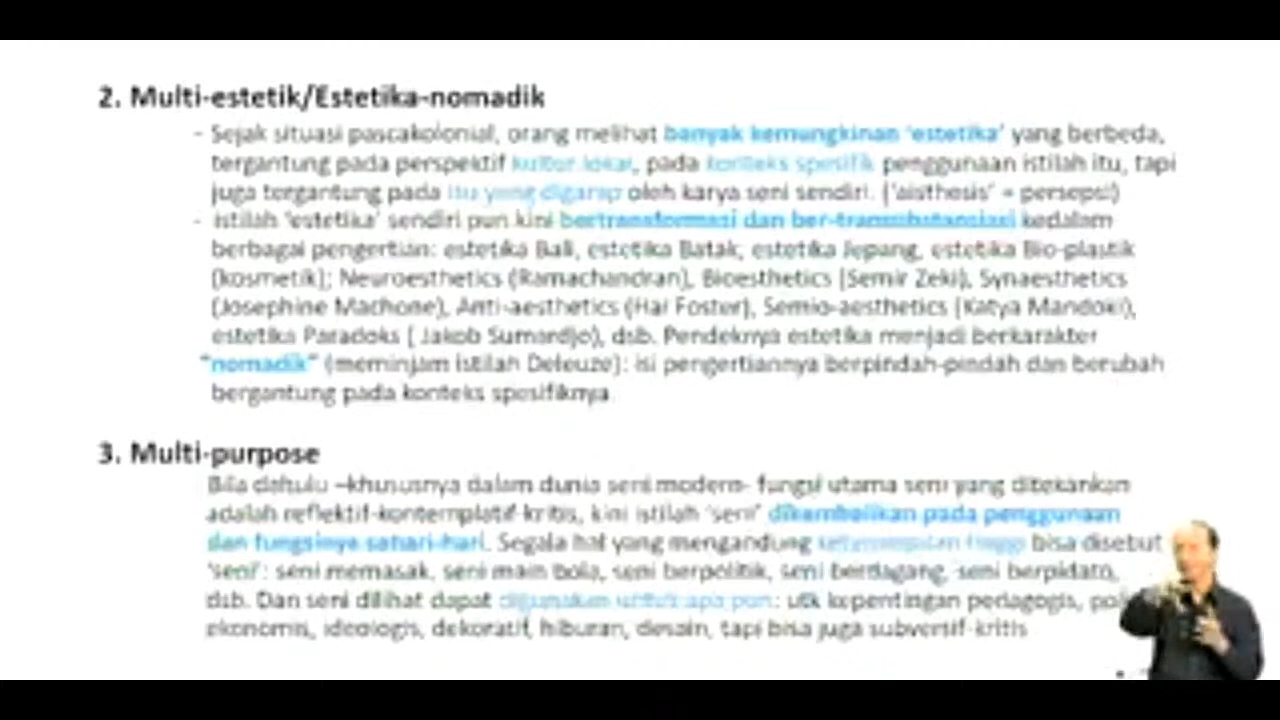 2. Multi-estetik/Estetika-nomadik
- Sejak situasi pascakolonial, orang melihat banyak kemungkinan 'estetika' yang berbeda,
tergantung pada perspektif kultur lokal, pada konteks spesifik penggunaan istilah itu, tapi
juga tergantung pada isu yang digarap oleh karya seni sendiri. ('aisthesis' = persepsi)
- istilah 'estetika' sendiri pun kini bertransformasi dan ber-transubstansiasi kedalam
berbagai pengertian: estetika Bali, estetika Batak, estetika Jepang, estetika Bio-plastik
(kosmetik); Neuroesthetics (Ramachandran), Bioesthetics (Semir Zeki), Synaesthetics
(Josephine Machone), Anti-aesthetics (Hal Foster), Semio-aesthetics (Katya Mandoki),
estetika Paradoks ( Jakob Sumardjo), dsb. Pendeknya estetika menjadi berkarakter
"nomadik" (meminjam istilah Deleuze): isi pengertiannya berpindah-pindah dan berubah
bergantung pada konteks spesifiknya
3. Multi-purpose
Bila dahulu –khususnya dalam dunia seni modern- fungsi utama seni yang ditekankan
adalah reflektif-kontemplatif-kritis, kini istilah 'seni' dikembalikan pada penggunaan
dan fungsinya sehari-hari. Segala hal yang mengandung keterampilan tinggi bisa disebut
'seni': seni memasak, seni main bola, seni berpolitik, seni berdagang, seni berpidato,
dsb. Dan seni dilihat dapat digunakan untuk apa pun: utk kepentingan pedagogis,
ekonomis, ideologis, dekoratif, hiburan, desain, tapi bisa juga subversif-kritis